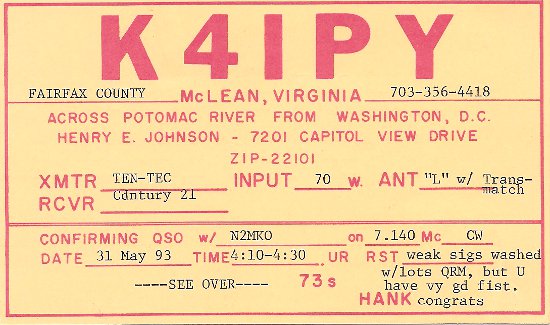 K4IPY
FAIRFAX COUNTY McLEAN, VIRGINIA 703-356-4418
ACROSS POTOMAC RIVER FROM WASHINGTON, D.C.
HENRY E. JOHNSON - 7201 CAPITOL VIEW DRIVE
ZIP-22101
XMTR TEN-TEC INPUT 70 W. ANT "L" w/ Trans-
match
RCVR Cdntury 21
CONFIRMING QSO w/ N2MKO on 7.140 Mc CW
DATE 31 May 93 TIME 4:10-4:30 UR RST weak sigs washed
w/lots QRM, but U
----SEE OVER---- 73s have vy gd fist.
HANK congrats